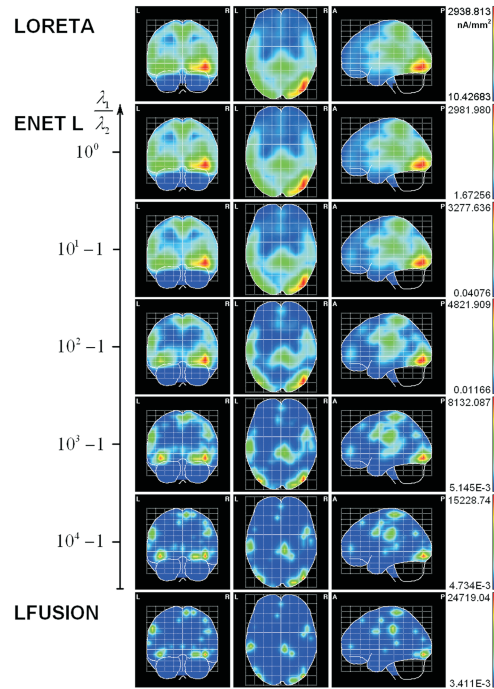 LORETA
L R L R A P 2938.813
nA/mm²
10.42683
λ₁/λ₂
ENET L
L R L R A P 2981.980
10⁰
1.67256
L R L R A P 3277.636
10¹ −1
0.04076
L R L R A P 4821.909
10² −1
0.01166
L R L R A P 8132.087
10³ −1
5.145E-3
L R L R A P 15228.74
10⁴ −1
4.734E-3
LFUSION
L R L R A P 24719.04
3.411E-3